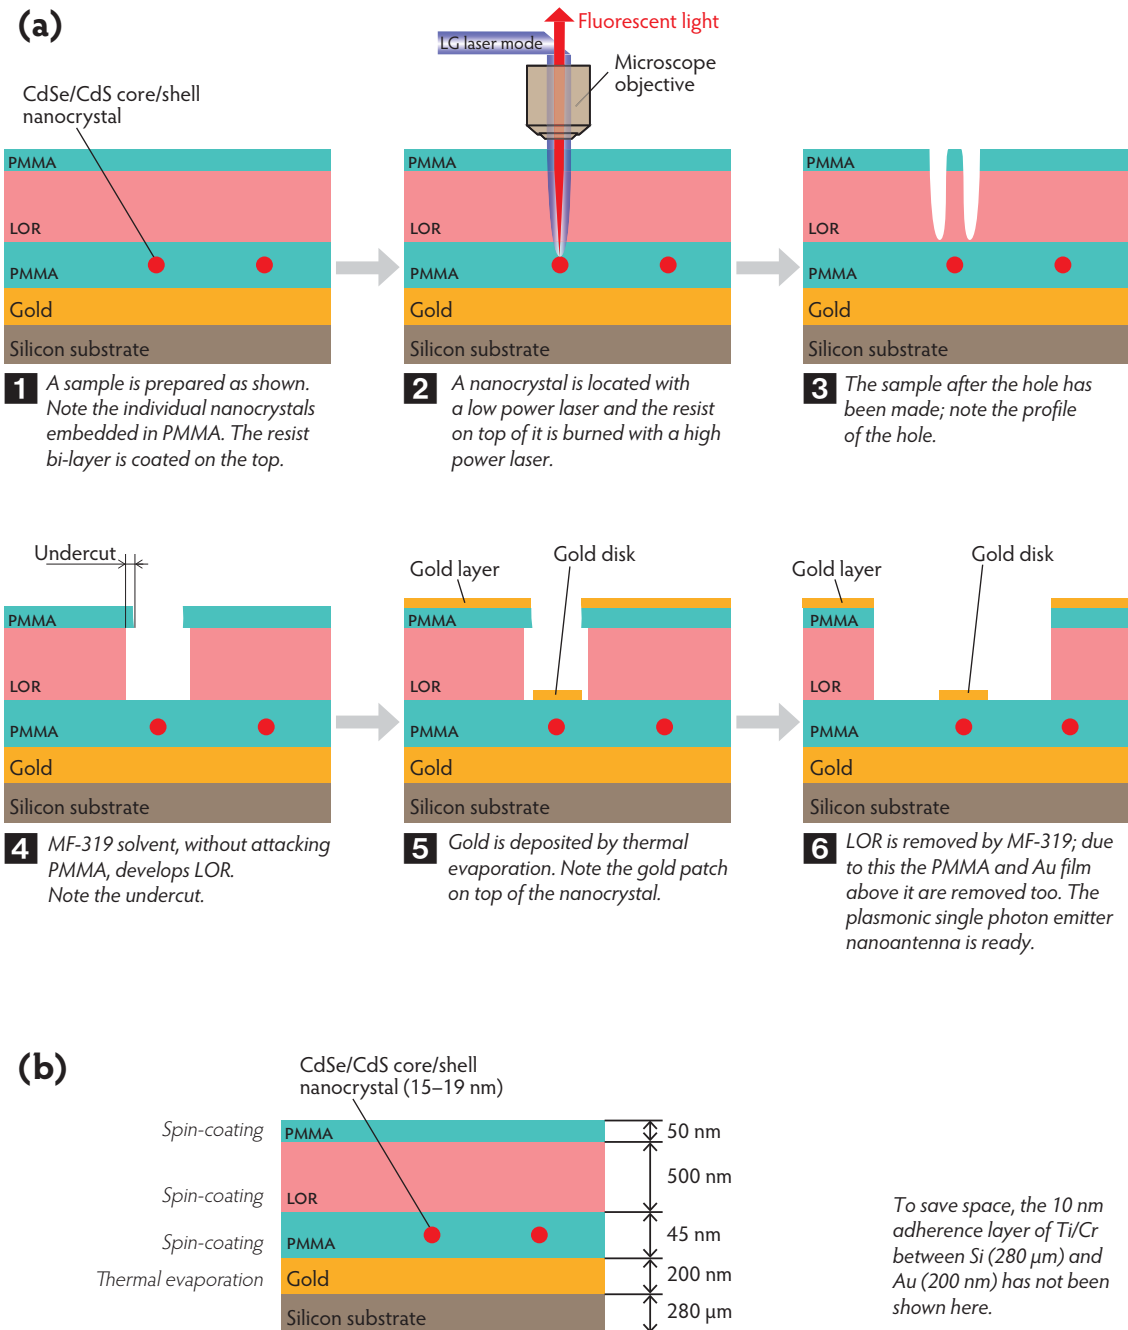 (a)
Fluorescent light
LG laser mode
Microscope
objective
CdSe/CdS core/shell
nanocrystal
PMMA
LOR
PMMA
Gold
Silicon substrate
PMMA
LOR
PMMA
Gold
Silicon substrate
PMMA
LOR
PMMA
Gold
Silicon substrate
1 A sample is prepared as shown.
Note the individual nanocrystals
embedded in PMMA. The resist
bi-layer is coated on the top.
2 A nanocrystal is located with
a low power laser and the resist
on top of it is burned with a high
power laser.
3 The sample after the hole has
been made; note the profile
of the hole.
Undercut
PMMA
LOR
PMMA
Gold
Silicon substrate
Gold layer
Gold disk
PMMA
LOR
PMMA
Gold
Silicon substrate
Gold layer
Gold disk
PMMA
LOR
PMMA
Gold
Silicon substrate
4 MF-319 solvent, without attacking
PMMA, develops LOR.
Note the undercut.
5 Gold is deposited by thermal
evaporation. Note the gold patch
on top of the nanocrystal.
6 LOR is removed by MF-319; due
to this the PMMA and Au film
above it are removed too. The
plasmonic single photon emitter
nanoantenna is ready.
(b)
CdSe/CdS core/shell
nanocrystal (15–19 nm)
Spin-coating PMMA 50 nm
500 nm
Spin-coating LOR
Spin-coating PMMA 45 nm
Thermal evaporation Gold 200 nm
Silicon substrate 280 μm
To save space, the 10 nm
adherence layer of Ti/Cr
between Si (280 μm) and
Au (200 nm) has not been
shown here.